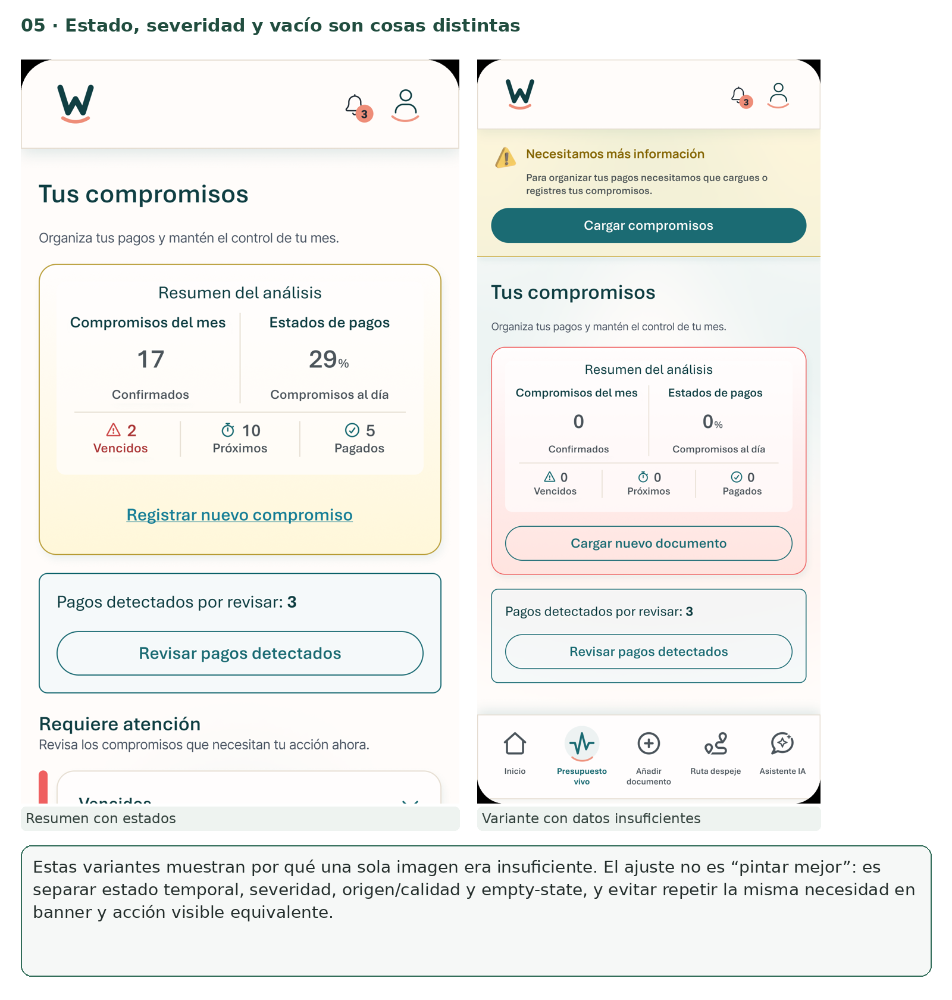 05 · Estado, severidad y vacío son cosas distintas
W
3
Tus compromisos
Organiza tus pagos y mantén el control de tu mes.
Resumen del análisis
Compromisos del mes
17
Confirmados
Estados de pagos
29%
Compromisos al día
2
Vencidos
10
Próximos
5
Pagados
Registrar nuevo compromiso
Pagos detectados por revisar: 3
Revisar pagos detectados
Requiere atención
Revisa los compromisos que necesitan tu acción ahora.
Vencidos
Resumen con estados
W
3
Necesitamos más información
Para organizar tus pagos necesitamos que cargues o
registres tus compromisos.
Cargar compromisos
Tus compromisos
Organiza tus pagos y mantén el control de tu mes.
Resumen del análisis
Compromisos del mes
0
Confirmados
Estados de pagos
0%
Compromisos al día
0
Vencidos
0
Próximos
0
Pagados
Cargar nuevo documento
Pagos detectados por revisar: 3
Revisar pagos detectados
Inicio
Presupuesto
vivo
Añadir
documento
Ruta despeje
Asistente IA
Variante con datos insuficientes
Estas variantes muestran por qué una sola imagen era insuficiente. El ajuste no es “pintar mejor”: es
separar estado temporal, severidad, origen/calidad y empty-state, y evitar repetir la misma necesidad en
banner y acción visible equivalente.